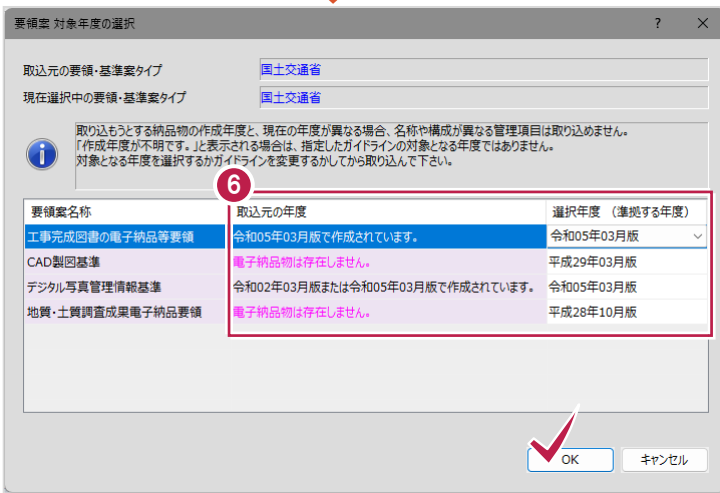 要領案 対象年度の選択
取込元の要領・基準案タイプ 国土交通省
現在選択中の要領・基準案タイプ 国土交通省
取り込もうとする納品物の作成年度と、現在の年度が異なる場合、名称や構成が異なる管理項目は取り込めません。
「作成年度が不明です。」と表示される場合は、指定したガイドラインの対象となる年度ではありません。
対象となる年度を選択するかガイドラインを変更するかしてから取り込んで下さい。
6
要領案名称 取込元の年度 選択年度 （準拠する年度）
工事完成図書の電子納品等要領 令和05年03月版で作成されています。 令和05年03月版
CAD製図基準 電子納品物は存在しません。 平成29年03月版
デジタル写真管理情報基準 令和02年03月版または令和05年03月版で作成されています。 令和05年03月版
地質・土質調査成果電子納品要領 電子納品物は存在しません。 平成28年10月版
OK キャンセル